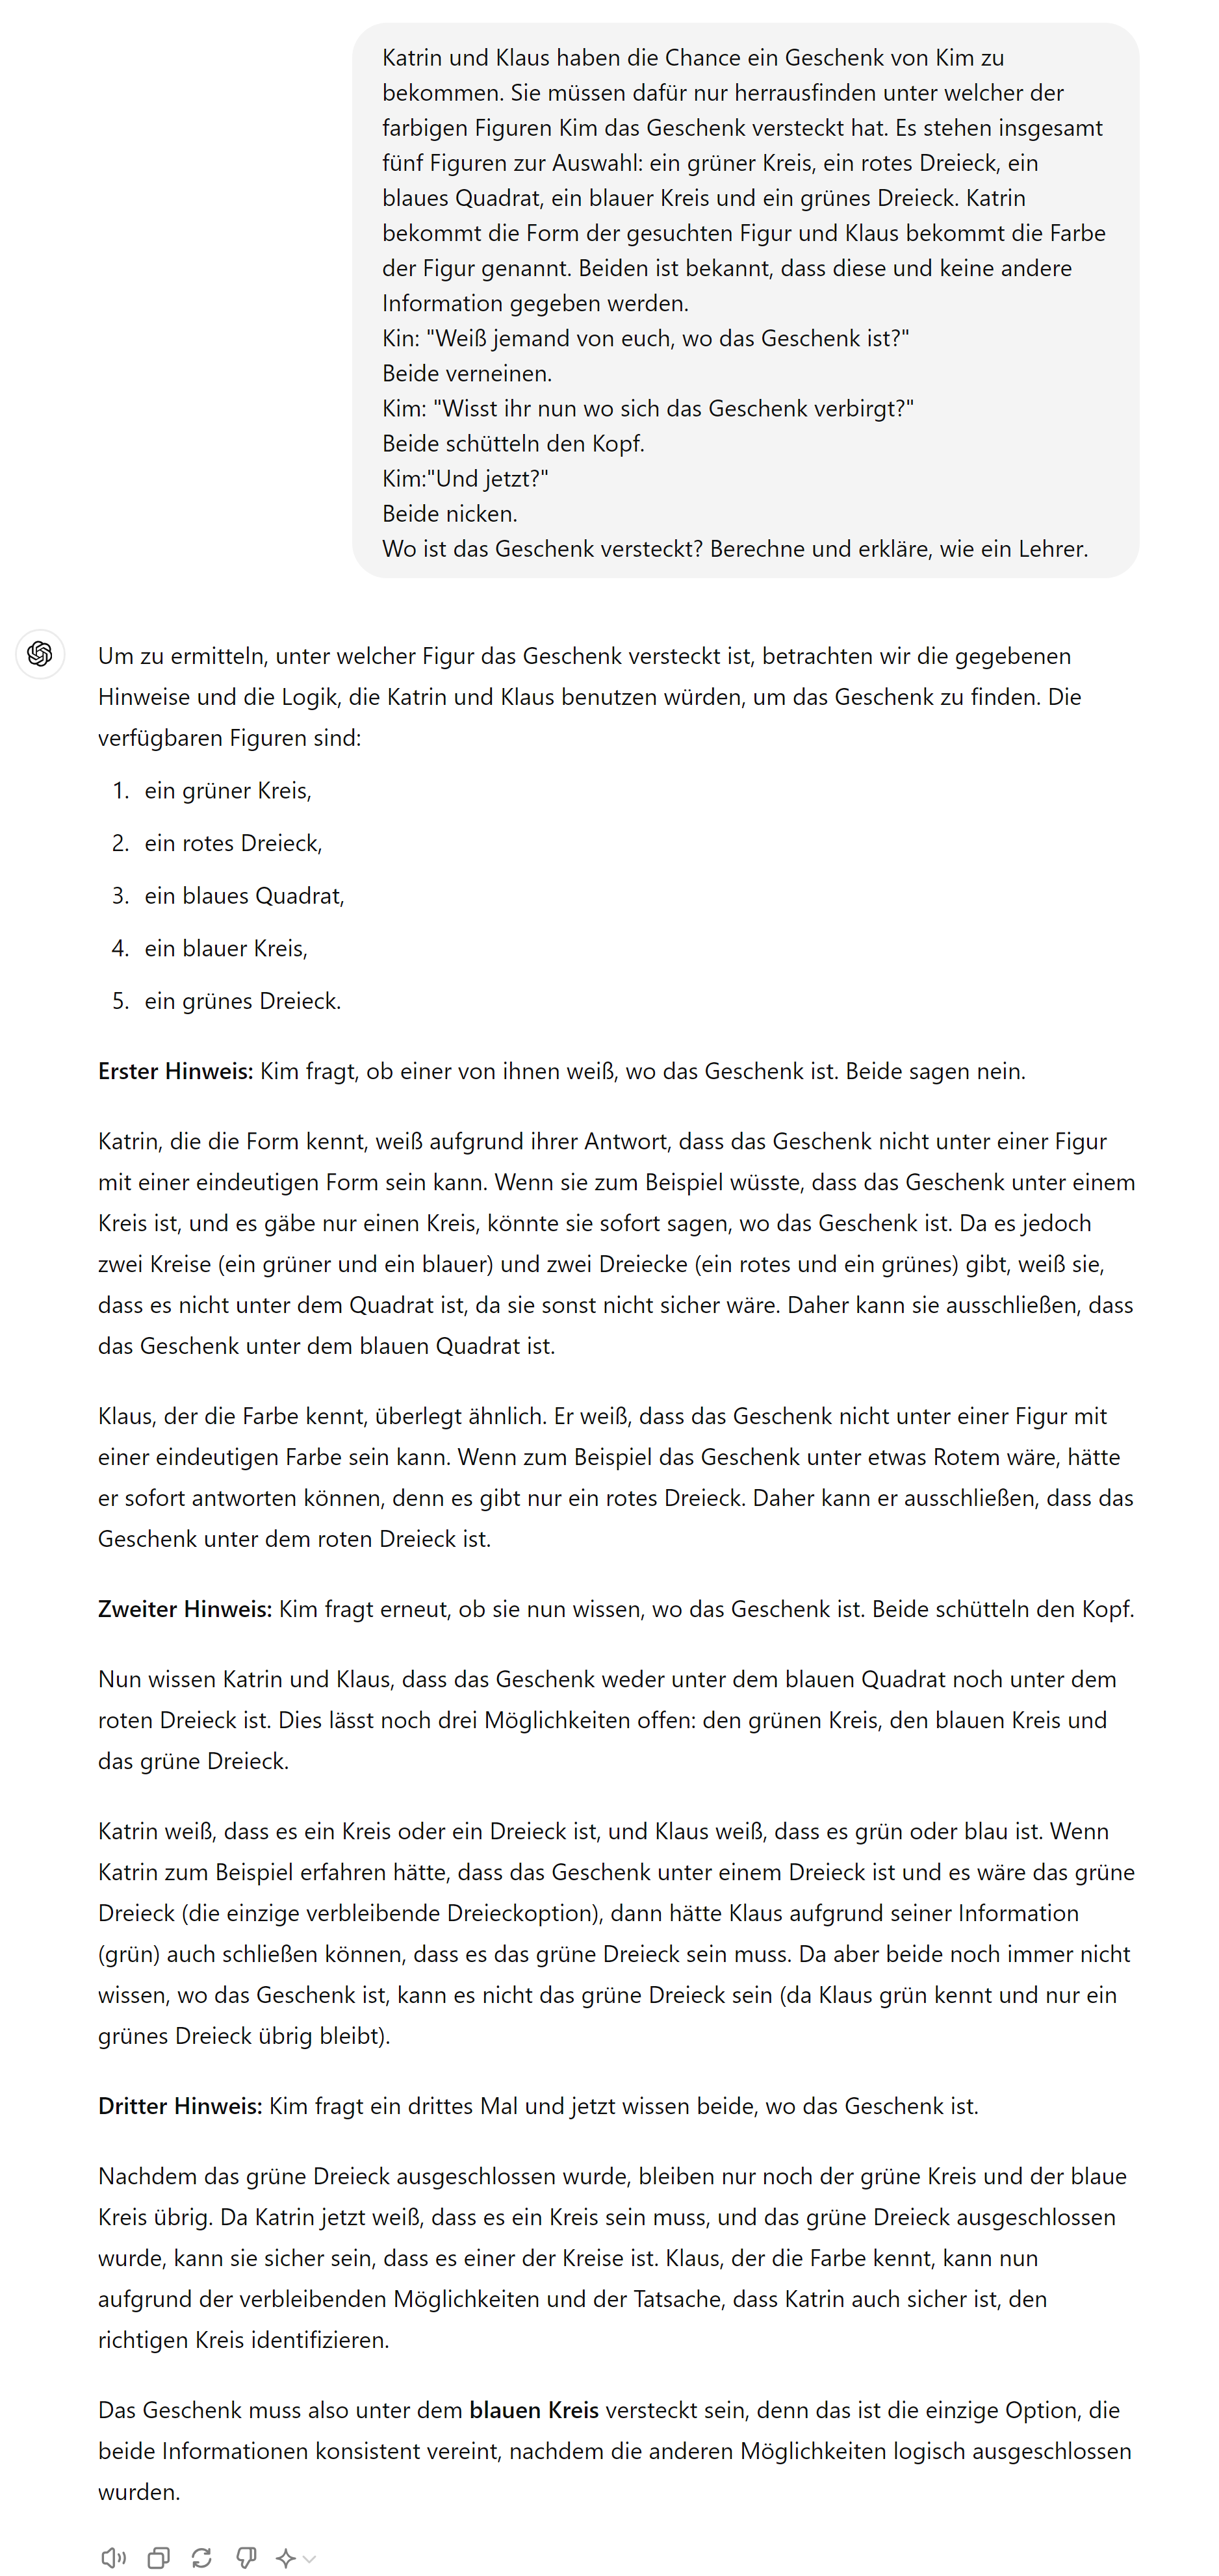 Katrin und Klaus haben die Chance ein Geschenk von Kim zu
bekommen. Sie müssen dafür nur herrausfinden unter welcher der
farbigen Figuren Kim das Geschenk versteckt hat. Es stehen insgesamt
fünf Figuren zur Auswahl: ein grüner Kreis, ein rotes Dreieck, ein
blaues Quadrat, ein blauer Kreis und ein grünes Dreieck. Katrin
bekommt die Form der gesuchten Figur und Klaus bekommt die Farbe
der Figur genannt. Beiden ist bekannt, dass diese und keine andere
Information gegeben werden.
Kin: "Weiß jemand von euch, wo das Geschenk ist?"
Beide verneinen.
Kim: "Wisst ihr nun wo sich das Geschenk verbirgt?"
Beide schütteln den Kopf.
Kim:"Und jetzt?"
Beide nicken.
Wo ist das Geschenk versteckt? Berechne und erkläre, wie ein Lehrer.
Um zu ermitteln, unter welcher Figur das Geschenk versteckt ist, betrachten wir die gegebenen
Hinweise und die Logik, die Katrin und Klaus benutzen würden, um das Geschenk zu finden. Die
verfügbaren Figuren sind:
1. ein grüner Kreis,
2. ein rotes Dreieck,
3. ein blaues Quadrat,
4. ein blauer Kreis,
5. ein grünes Dreieck.
Erster Hinweis: Kim fragt, ob einer von ihnen weiß, wo das Geschenk ist. Beide sagen nein.
Katrin, die die Form kennt, weiß aufgrund ihrer Antwort, dass das Geschenk nicht unter einer Figur
mit einer eindeutigen Form sein kann. Wenn sie zum Beispiel wüsste, dass das Geschenk unter einem
Kreis ist, und es gäbe nur einen Kreis, könnte sie sofort sagen, wo das Geschenk ist. Da es jedoch
zwei Kreise (ein grüner und ein blauer) und zwei Dreiecke (ein rotes und ein grünes) gibt, weiß sie,
dass es nicht unter dem Quadrat ist, da sie sonst nicht sicher wäre. Daher kann sie ausschließen, dass
das Geschenk unter dem blauen Quadrat ist.
Klaus, der die Farbe kennt, überlegt ähnlich. Er weiß, dass das Geschenk nicht unter einer Figur mit
einer eindeutigen Farbe sein kann. Wenn zum Beispiel das Geschenk unter etwas Rotem wäre, hätte
er sofort antworten können, denn es gibt nur ein rotes Dreieck. Daher kann er ausschließen, dass das
Geschenk unter dem roten Dreieck ist.
Zweiter Hinweis: Kim fragt erneut, ob sie nun wissen, wo das Geschenk ist. Beide schütteln den Kopf.
Nun wissen Katrin und Klaus, dass das Geschenk weder unter dem blauen Quadrat noch unter dem
roten Dreieck ist. Dies lässt noch drei Möglichkeiten offen: den grünen Kreis, den blauen Kreis und
das grüne Dreieck.
Katrin weiß, dass es ein Kreis oder ein Dreieck ist, und Klaus weiß, dass es grün oder blau ist. Wenn
Katrin zum Beispiel erfahren hätte, dass das Geschenk unter einem Dreieck ist und es wäre das grüne
Dreieck (die einzige verbleibende Dreieckoption), dann hätte Klaus aufgrund seiner Information
(grün) auch schließen können, dass es das grüne Dreieck sein muss. Da aber beide noch immer nicht
wissen, wo das Geschenk ist, kann es nicht das grüne Dreieck sein (da Klaus grün kennt und nur ein
grünes Dreieck übrig bleibt).
Dritter Hinweis: Kim fragt ein drittes Mal und jetzt wissen beide, wo das Geschenk ist.
Nachdem das grüne Dreieck ausgeschlossen wurde, bleiben nur noch der grüne Kreis und der blaue
Kreis übrig. Da Katrin jetzt weiß, dass es ein Kreis sein muss, und das grüne Dreieck ausgeschlossen
wurde, kann sie sicher sein, dass es einer der Kreise ist. Klaus, der die Farbe kennt, kann nun
aufgrund der verbleibenden Möglichkeiten und der Tatsache, dass Katrin auch sicher ist, den
richtigen Kreis identifizieren.
Das Geschenk muss also unter dem blauen Kreis versteckt sein, denn das ist die einzige Option, die
beide Informationen konsistent vereint, nachdem die anderen Möglichkeiten logisch ausgeschlossen
wurden.